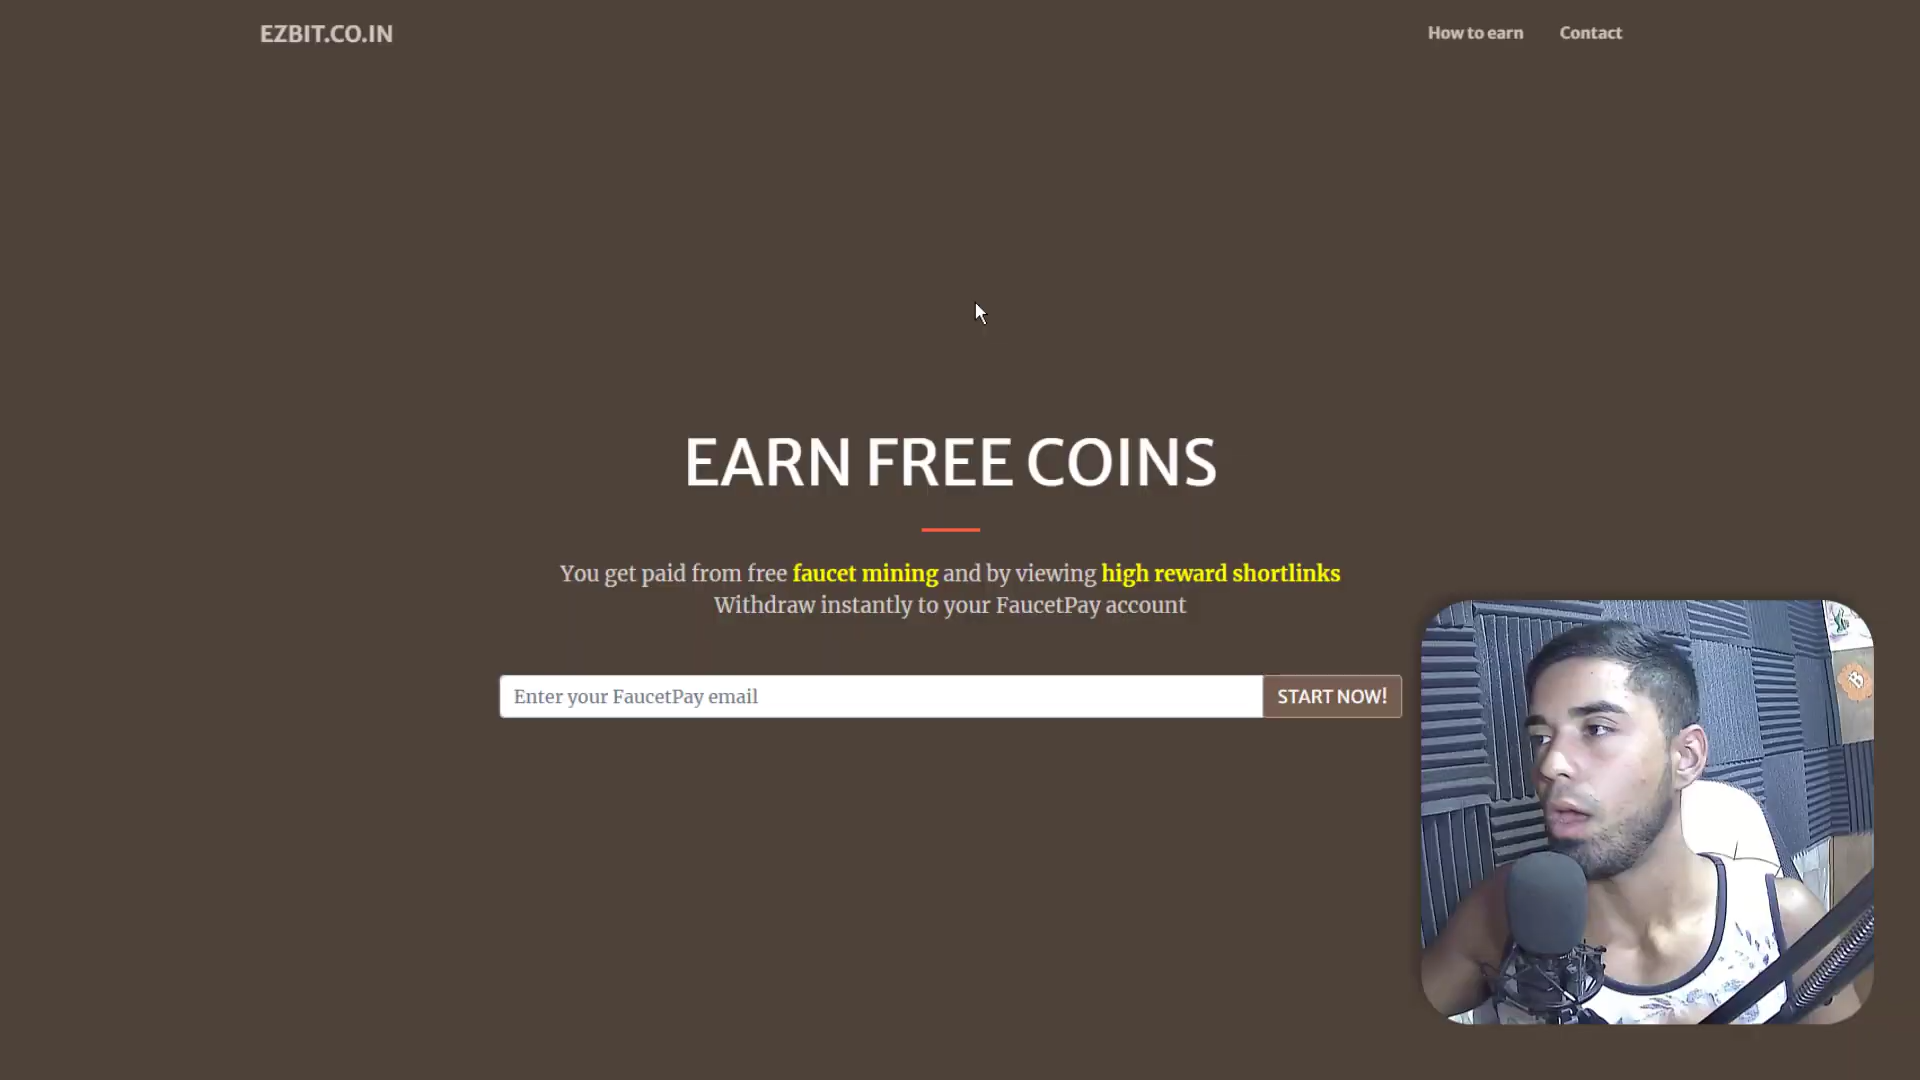 EZBIT.CO.IN
How to earn
Contact
EARN FREE COINS
You get paid from free faucet mining and by viewing high reward shortlinks
Withdraw instantly to your FaucetPay account
Enter your FaucetPay email
START NOW!